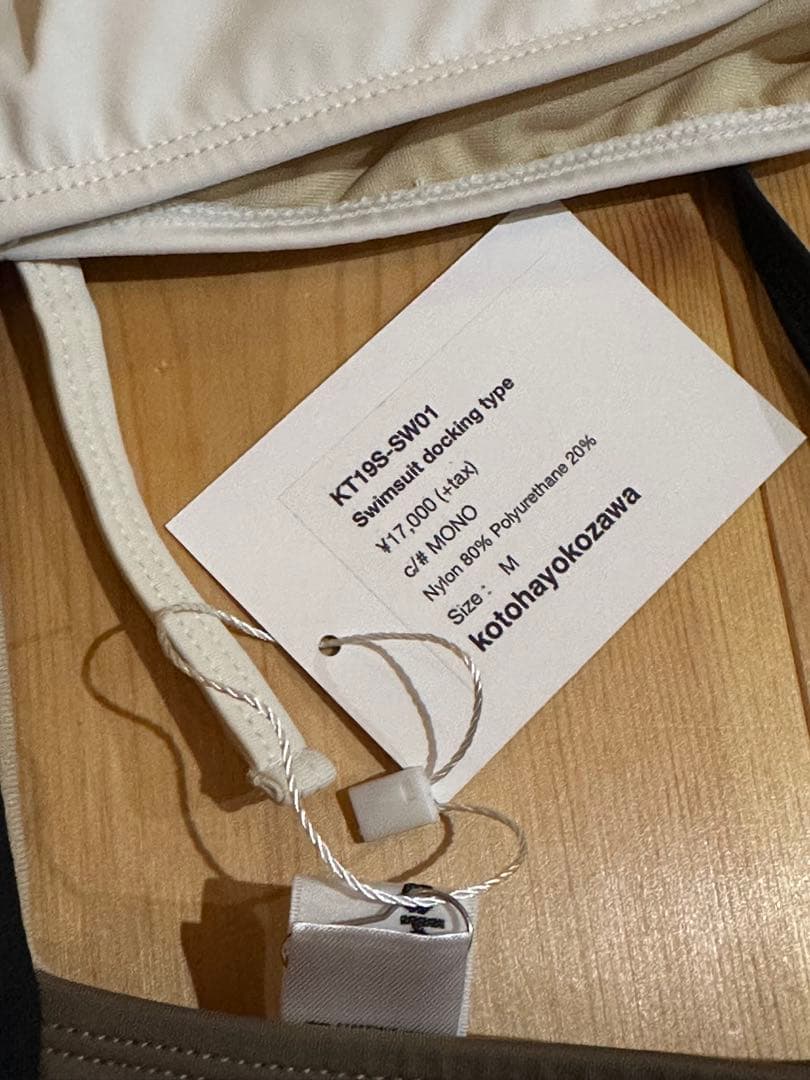 KT19S-SW01
Swimsuit docking type
¥17,000 (+tax)
c/# MONO
Nylon 80% Polyurethane 20%
Size : M
kotohayokozawa